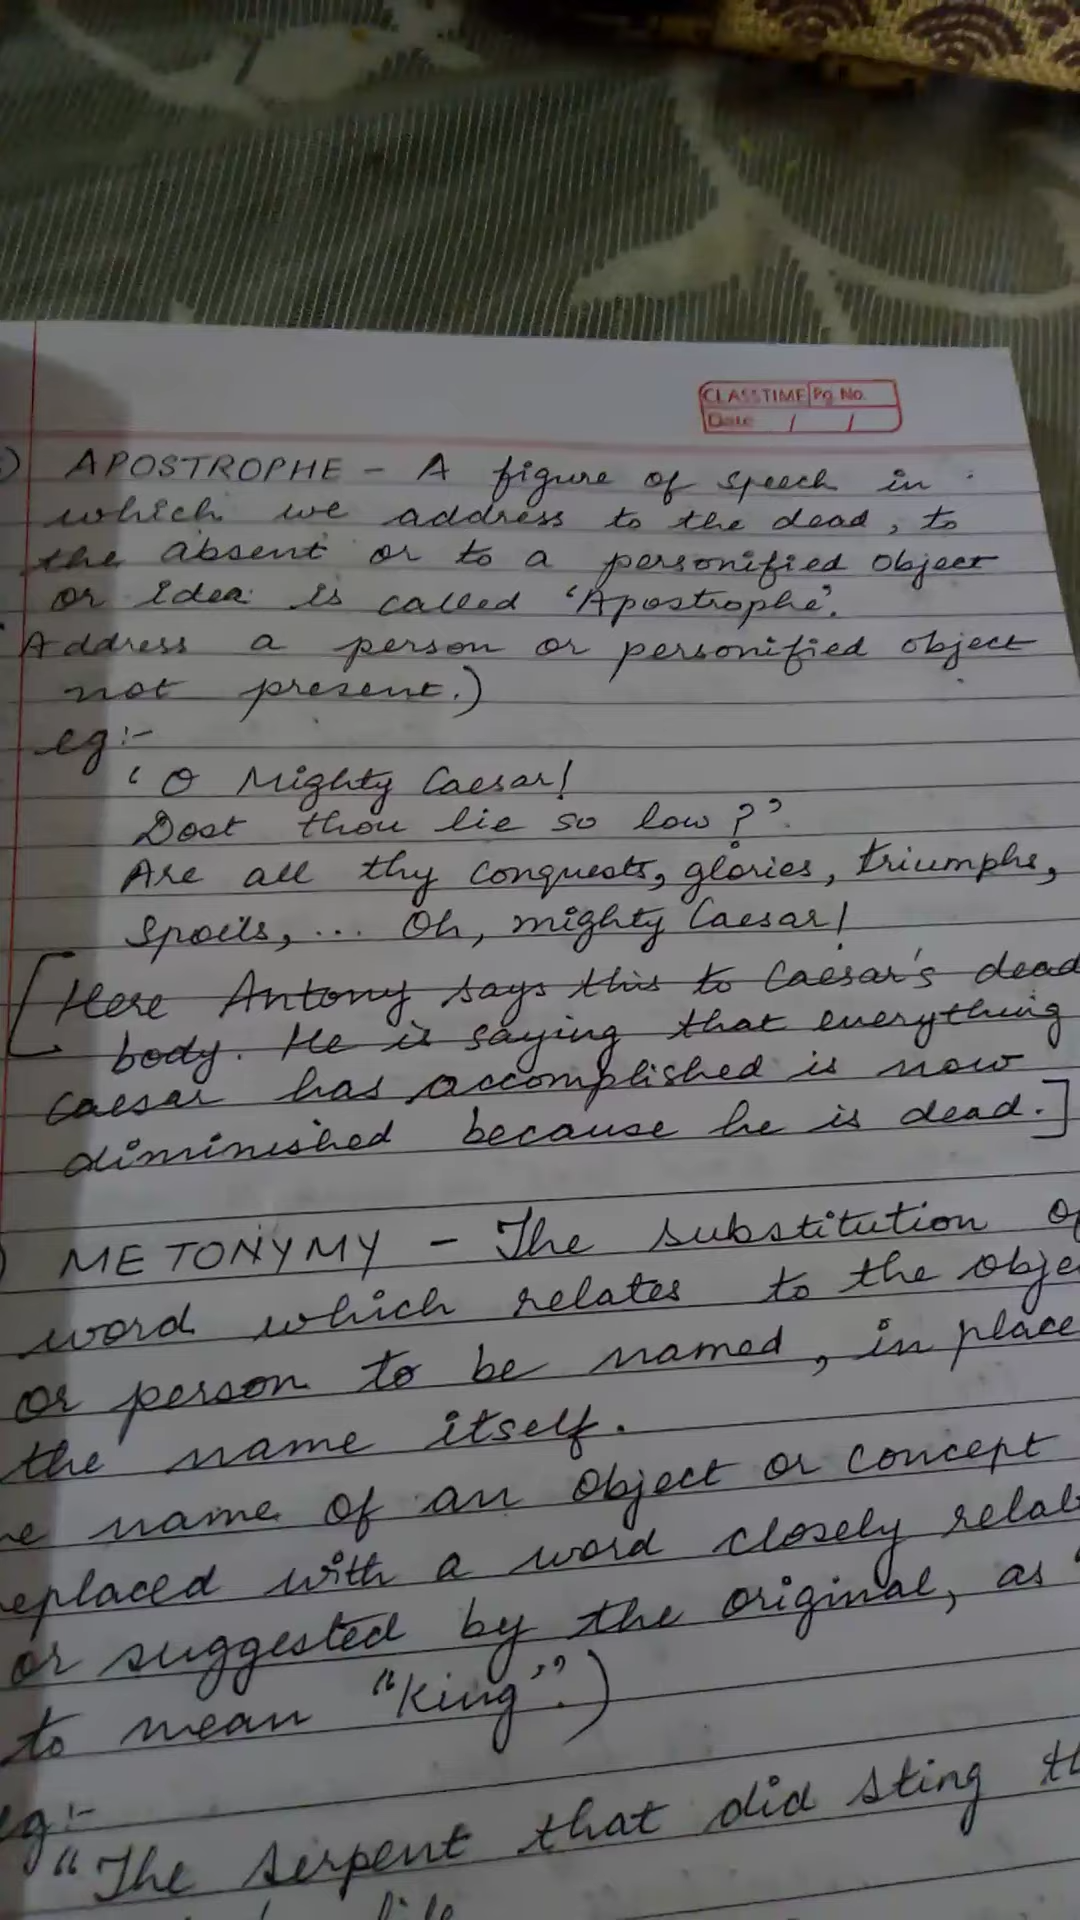 CLASSTIME Pg. No.
Date / /
) APOSTROPHE - A figure of speech in
which we address to the dead, to
the absent or to a personified object
or idea is called 'Apostrophe'.
Address a person or personified object
not present.)
eg:-
'O Mighty Caesar!
Dost thou lie so low?'
Are all thy conquests, glories, triumphs,
Spoils, ... Oh, mighty Caesar!
[Here Antony says this to Caesar's dead
body. He is saying that everything
Caesar has accomplished is now
diminished because he is dead.]
) METONYMY - The substitution
word which relates to the
or person to be named, in place
the name itself.
name of an object or concept
with a word closely
or suggested by the original, as "
to mean "King".)
eg:-
"The Serpent that did sting